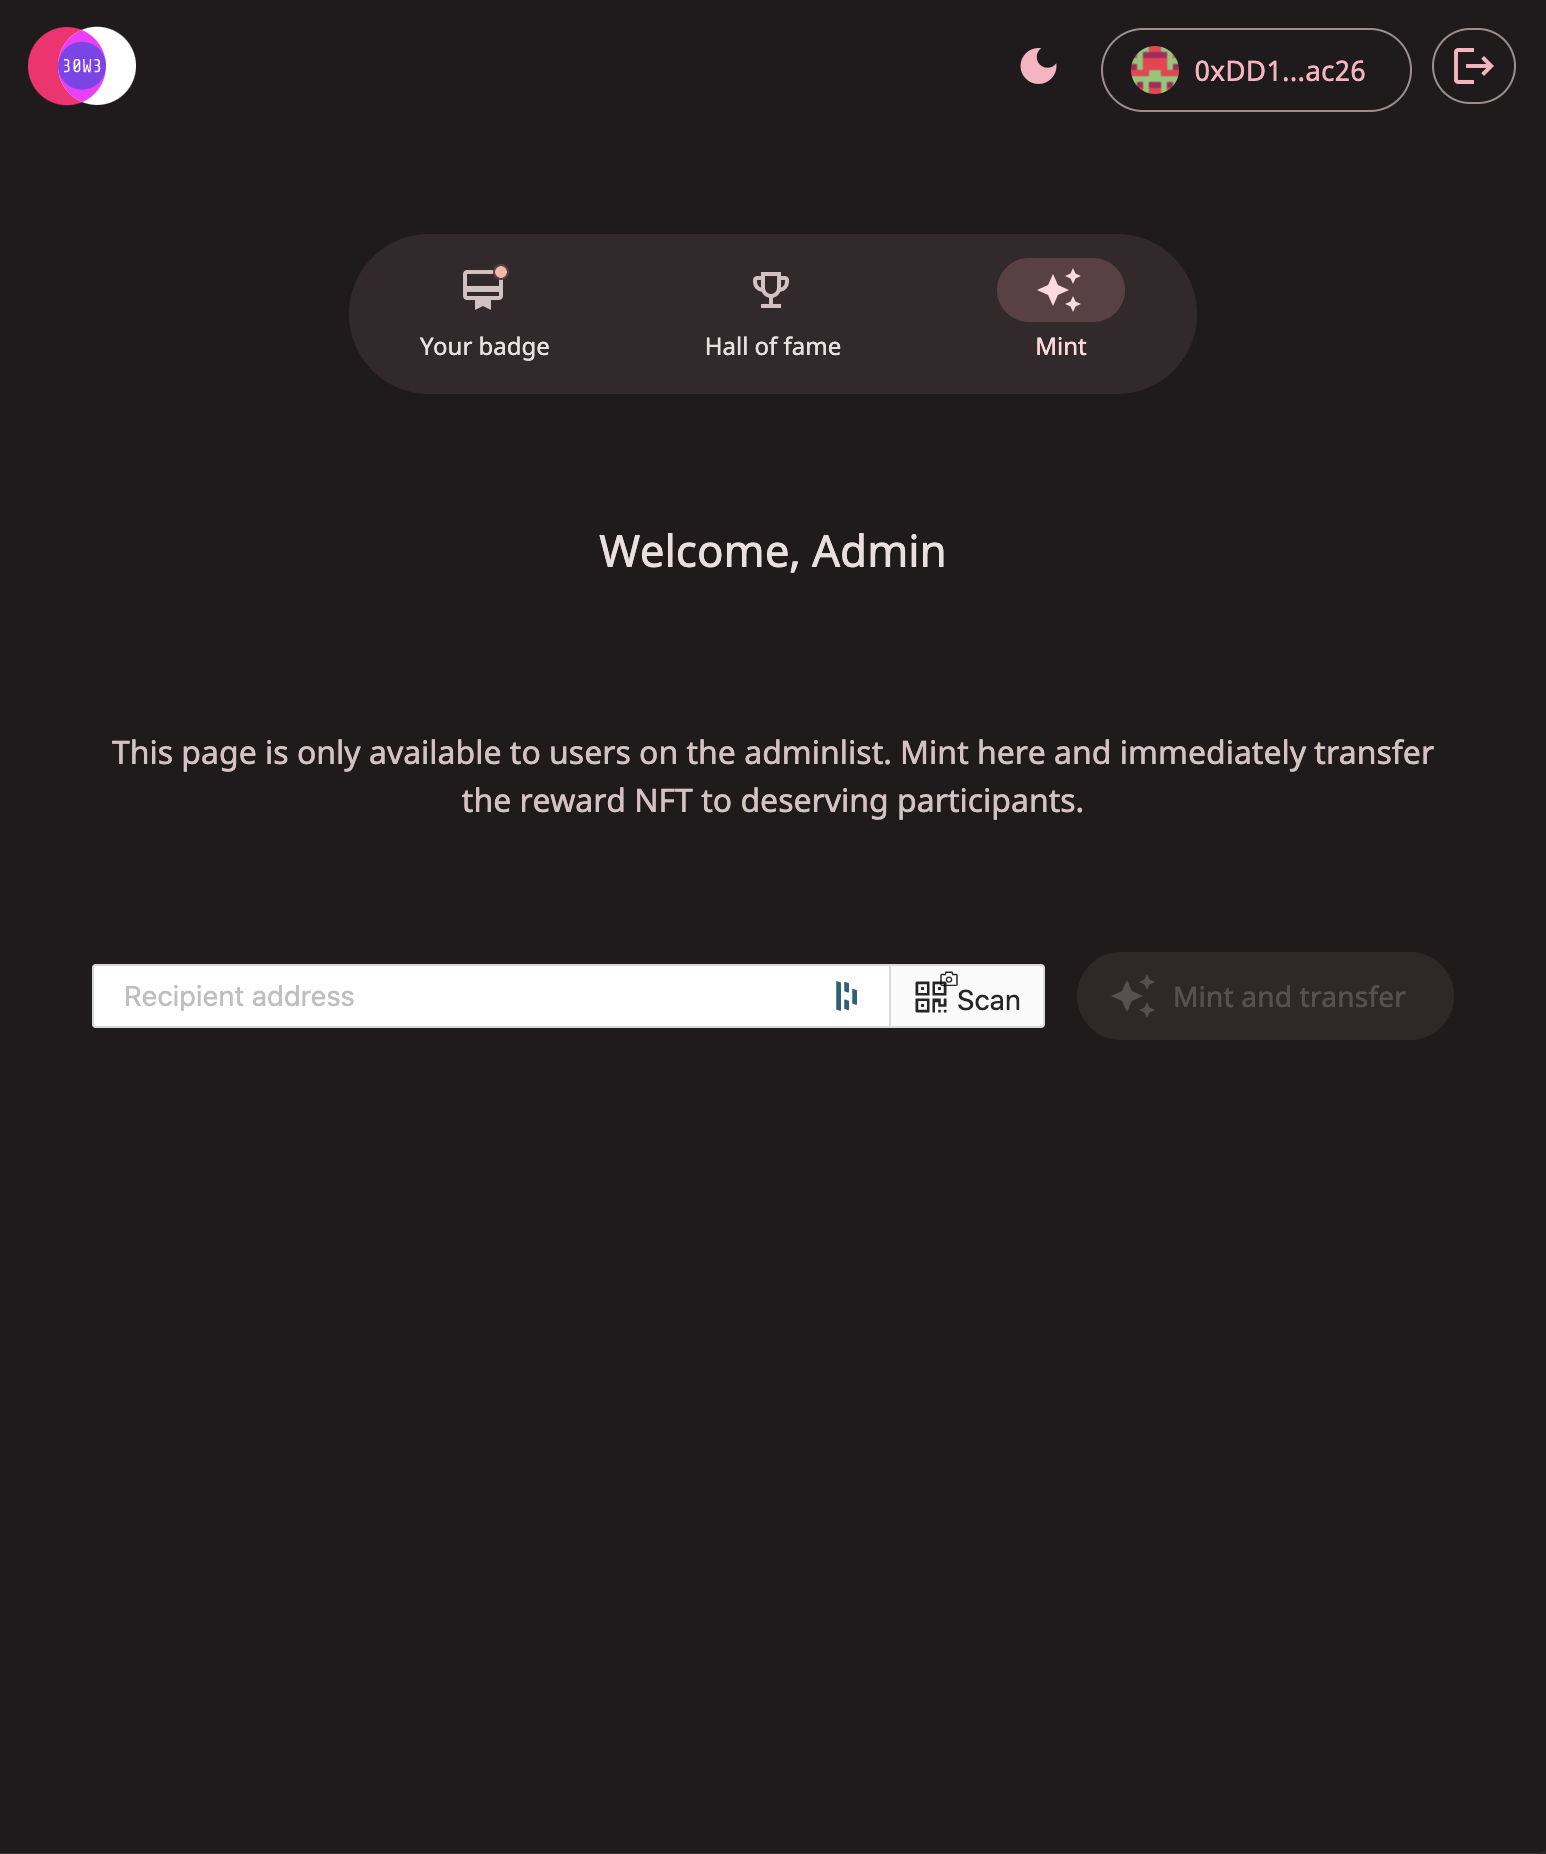 30W3
0xDD1...ac26
Your badge
Hall of fame
Mint
Welcome, Admin
This page is only available to users on the adminlist. Mint here and immediately transfer
the reward NFT to deserving participants.
Recipient address
Scan
Mint and transfer